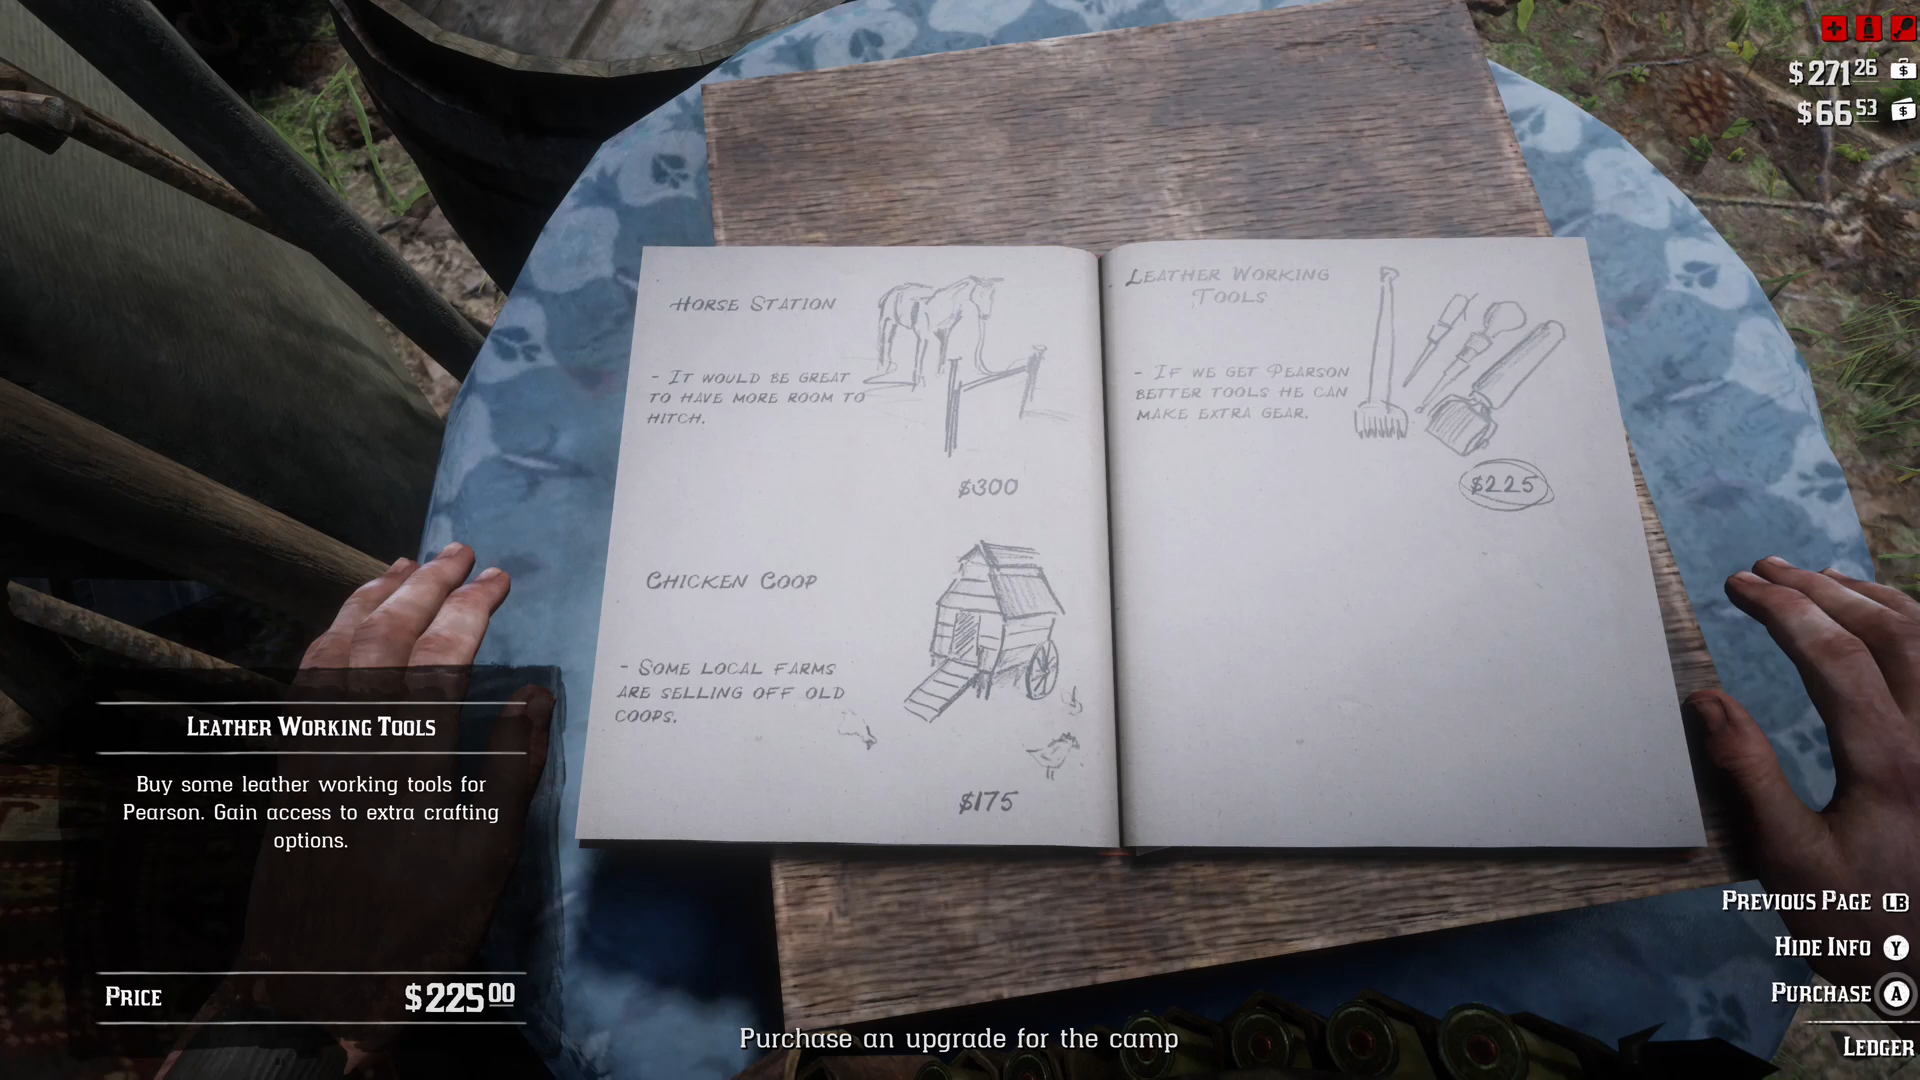 $271 26
$66 53
Horse Station
- It would be great
to have more room to
hitch.
$300
Chicken Coop
- Some local farms
are selling off old
coops.
$175
Leather Working
Tools
- If we get Pearson
better tools he can
make extra gear.
$225
Leather Working Tools
Buy some leather working tools for
Pearson. Gain access to extra crafting
options.
Price $225 00
Purchase an upgrade for the camp
Previous Page LB
Hide Info Y
Purchase A
Ledger